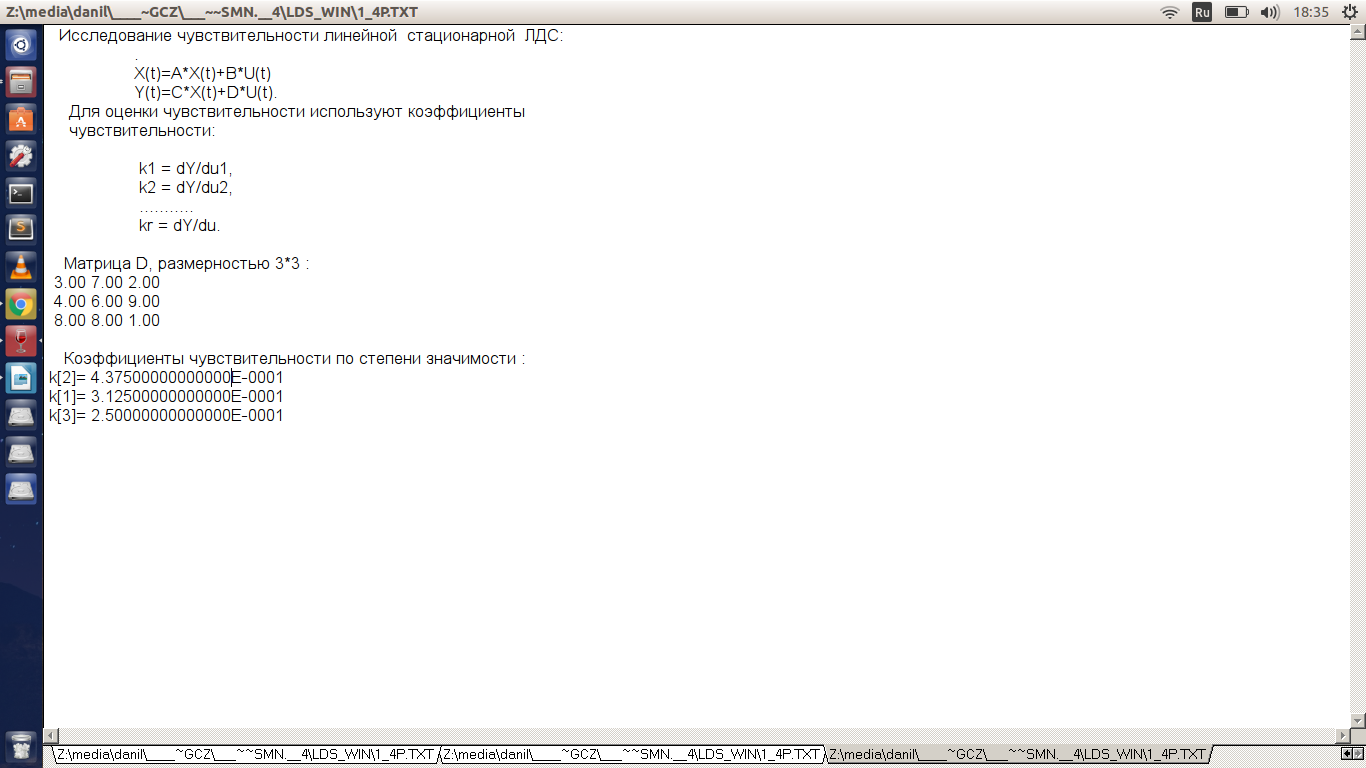 Z:\media\danil\____~GCZ\___~~SMN.__4\LDS_WIN\1_4P.TXT
Ru
18:35
Исследование чувствительности линейной  стационарной  ЛДС:
.
X(t)=A*X(t)+B*U(t)
Y(t)=C*X(t)+D*U(t).
Для оценки чувствительности используют коэффициенты
чувствительности:
k1 = dY/du1,
k2 = dY/du2,
...........
kr = dY/du.
Матрица D, размерностью 3*3 :
3.00 7.00 2.00
4.00 6.00 9.00
8.00 8.00 1.00
Коэффициенты чувствительности по степени значимости :
k[2]= 4.37500000000000E-0001
k[1]= 3.12500000000000E-0001
k[3]= 2.50000000000000E-0001
Z:\media\danil\____~GCZ\___~~SMN.__4\LDS_WIN\1_4P.TXT
Z:\media\danil\____~GCZ\___~~SMN.__4\LDS_WIN\1_4P.TXT
Z:\media\danil\____~GCZ\___~~SMN.__4\LDS_WIN\1_4P.TXT